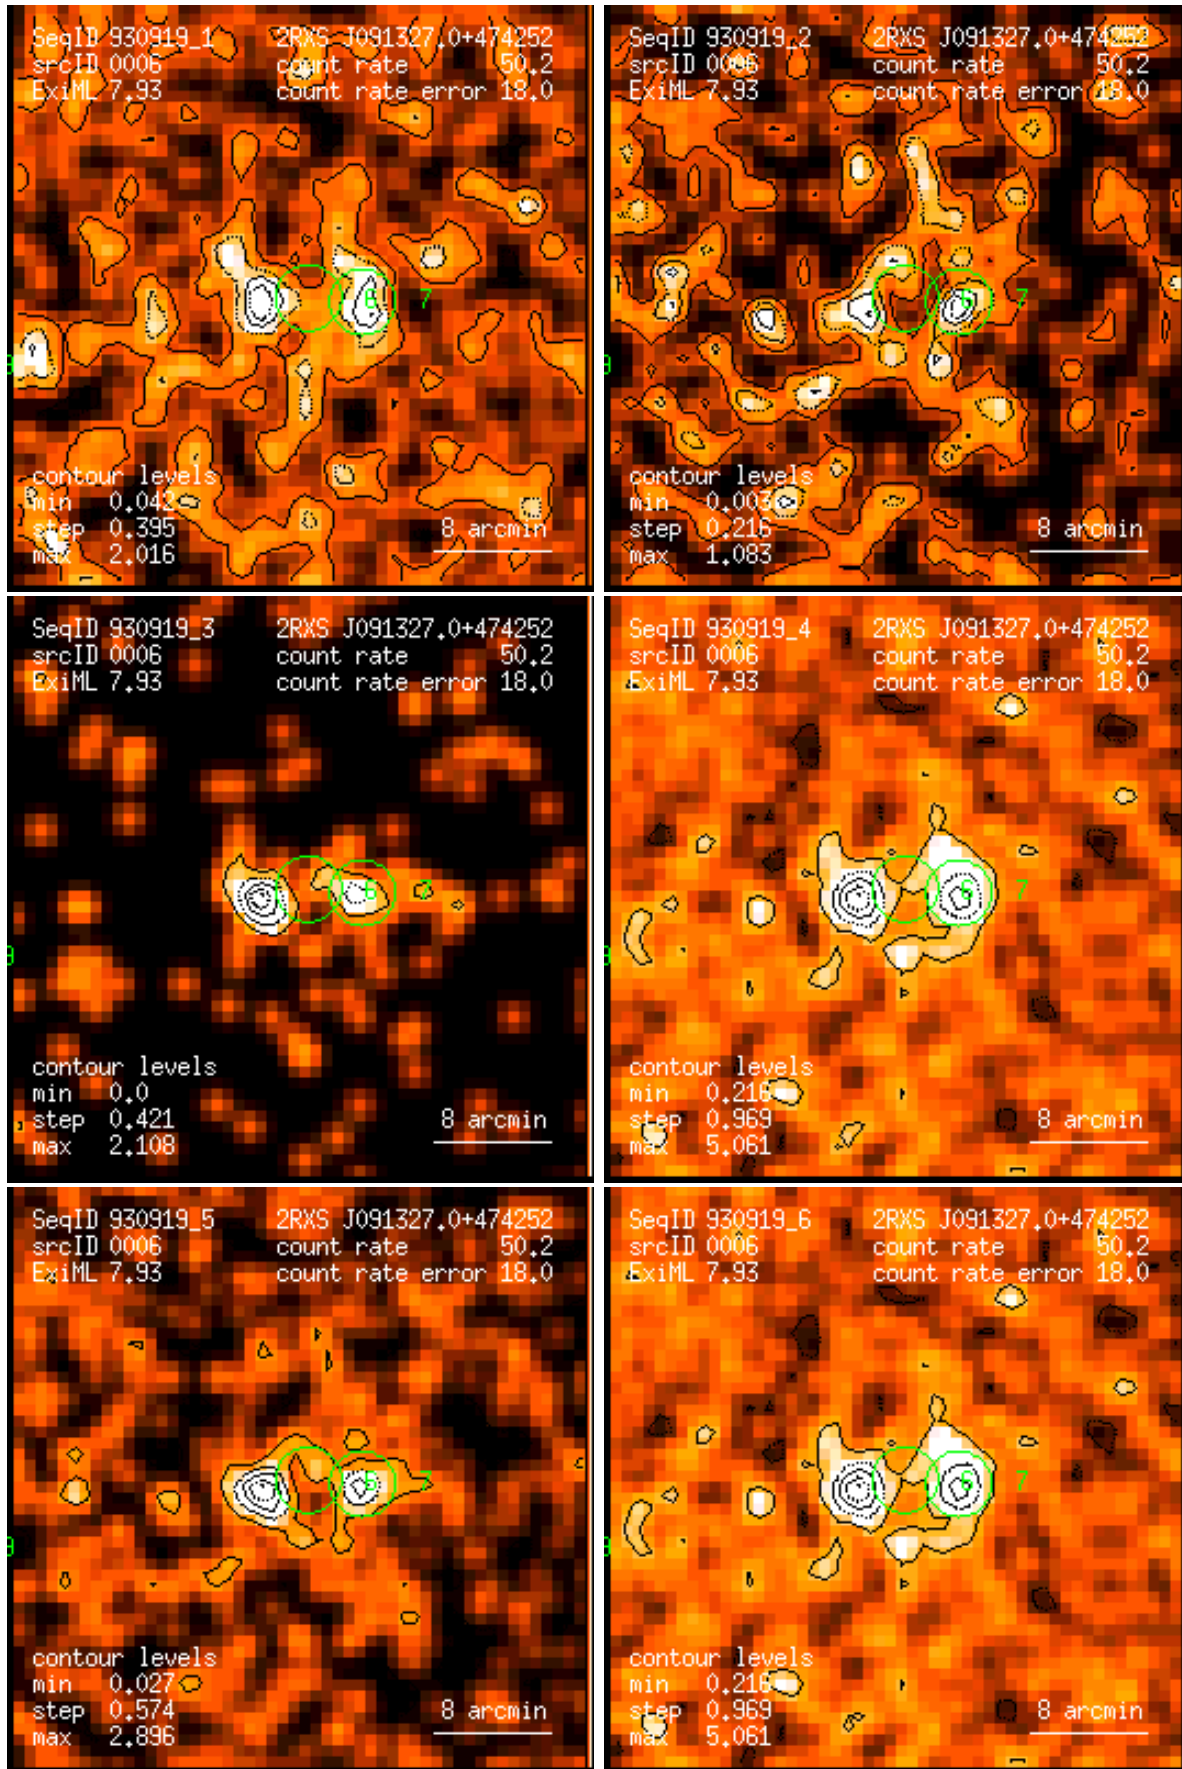 SeqID 930919_1 2RXS J091327.0+474252
srcID 0006 count rate 50.2
ExiML 7.93 count rate error 18.0
6 7
8
contour levels
min 0.042
step 0.395 8 arcmin
max 2.016
SeqID 930919_2 2RXS J091327.0+474252
srcID 0006 count rate 50.2
ExiML 7.93 count rate error 18.0
6 7
8
contour levels
min 0.003
step 0.216 8 arcmin
max 1.083
SeqID 930919_3 2RXS J091327.0+474252
srcID 0006 count rate 50.2
ExiML 7.93 count rate error 18.0
6 7
contour levels
min 0.0
step 0.421 8 arcmin
max 2.108
SeqID 930919_4 2RXS J091327.0+474252
srcID 0006 count rate 50.2
ExiML 7.93 count rate error 18.0
6 7
contour levels
min 0.216
step 0.969 8 arcmin
max 5.061
SeqID 930919_5 2RXS J091327.0+474252
srcID 0006 count rate 50.2
ExiML 7.93 count rate error 18.0
6 7
contour levels
min 0.027
step 0.574 8 arcmin
max 2.896
SeqID 930919_6 2RXS J091327.0+474252
srcID 0006 count rate 50.2
ExiML 7.93 count rate error 18.0
6 7
contour levels
min 0.216
step 0.969 8 arcmin
max 5.061